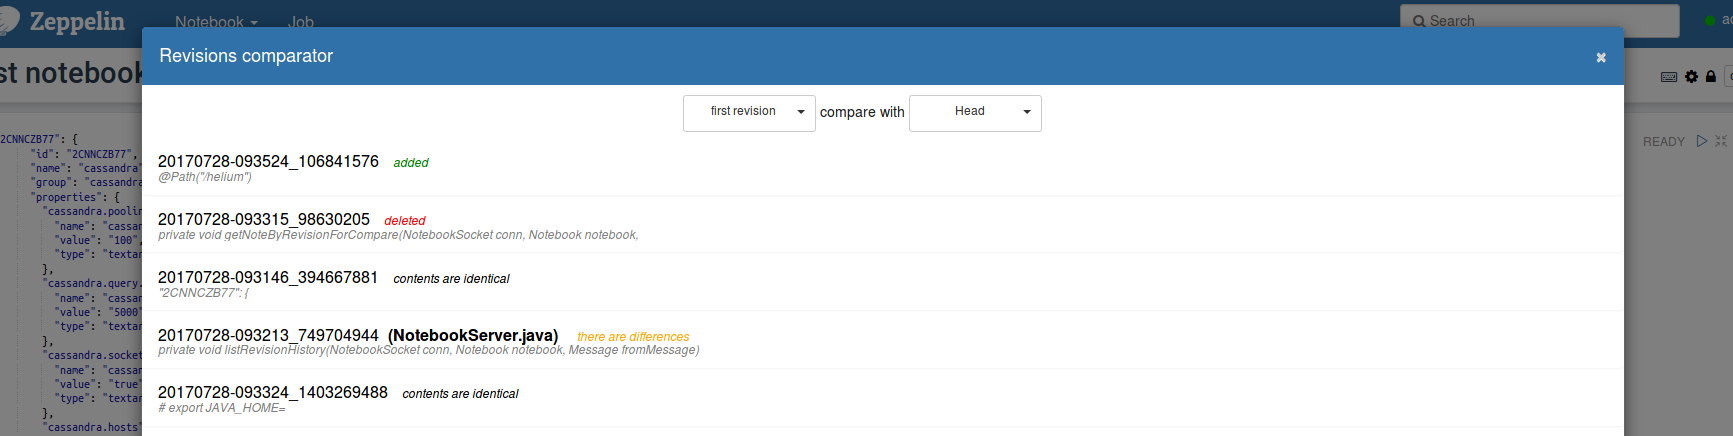 Zeppelin Notebook Job Search
Revisions comparator
st notebook
first revision compare with Head
20170728-093524_106841576 added
@Path("/helium")
20170728-093315_98630205 deleted
private void getNoteByRevisionForCompare(NotebookSocket conn, Notebook notebook,
20170728-093146_394667881 contents are identical
"2CNNCZB77": {
20170728-093213_749704944 (NotebookServer.java) there are differences
private void listRevisionHistory(NotebookSocket conn, Notebook notebook, Message fromMessage)
20170728-093324_1403269488 contents are identical
# export JAVA_HOME=
2CNNCZB77": {
"id": "2CNNCZB77",
"name": "cassandra
"group": "cassandra
"properties": {
"cassandra.poolin
"name": "cassan
"value": "100",
"type": "textar
},
"cassandra.query.
"name": "cassan
"value": "5000"
"type": "textar
},
"cassandra.socket
"name": "cassan
"value": "true"
"type": "textar
},
"cassandra.hosts"
READY